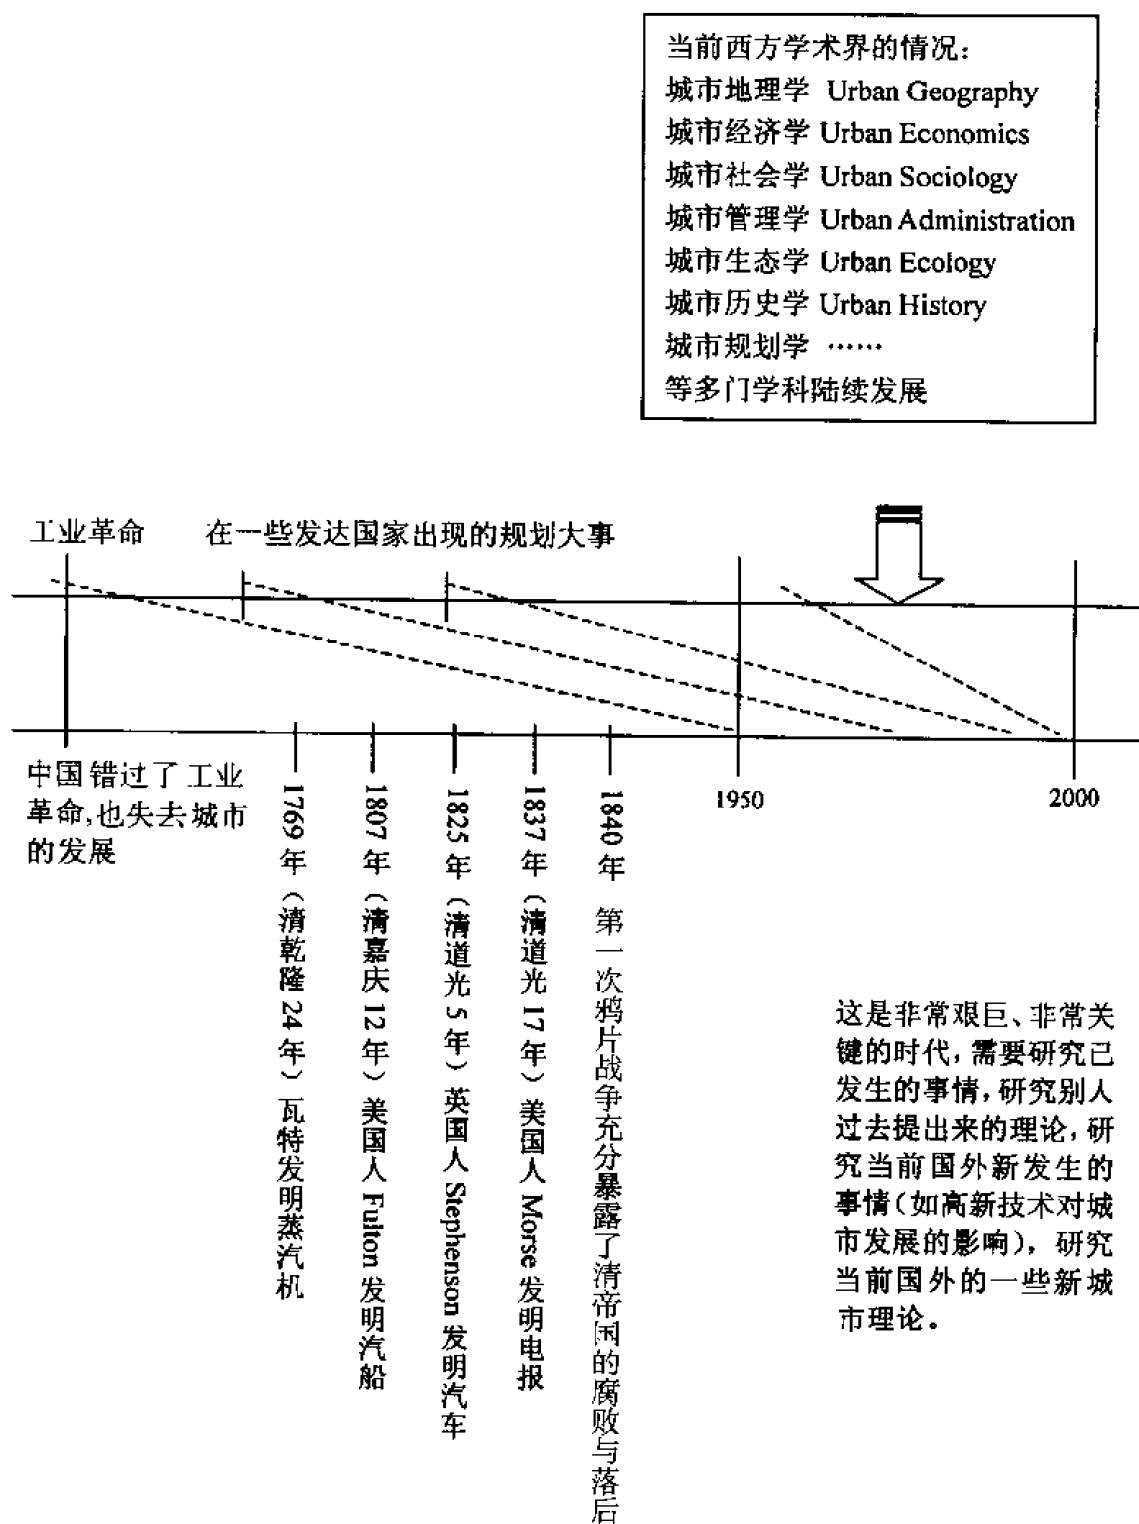 当前西方学术界的情况：
城市地理学 Urban Geography
城市经济学 Urban Economics
城市社会学 Urban Sociology
城市管理学 Urban Administration
城市生态学 Urban Ecology
城市历史学 Urban History
城市规划学 ……
等多门学科陆续发展
工业革命
在一些发达国家出现的规划大事
中国错过了工业
革命，也失去城市
的发展
1769年（清乾隆24年）瓦特发明蒸汽机
1807年（清嘉庆12年）美国人Fulton发明汽船
1825年（清道光5年）英国人Stephenson发明汽车
1837年（清道光17年）美国人Morse发明电报
1840年 第一次鸦片战争充分暴露了清帝国的腐败与落后
1950
2000
这是非常艰巨、非常关
键的时代，需要研究已
发生的事情，研究别人
过去提出来的理论，研
究当前国外新发生的
事情（如高新技术对城
市发展的影响），研究
当前国外的一些新城
市理论。